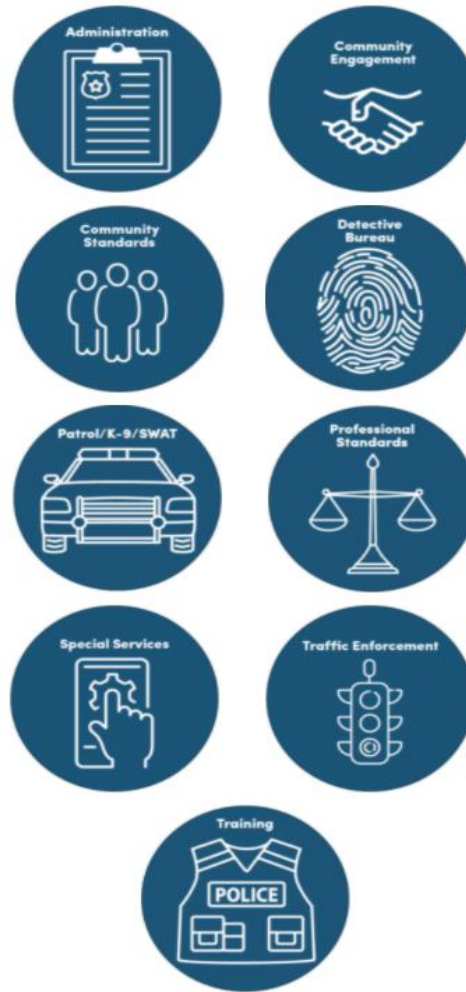 Administration
Community
Engagement
Community
Standards
Detective
Bureau
Patrol/K-9/SWAT
Professional
Standards
Special Services
Traffic Enforcement
Training
POLICE